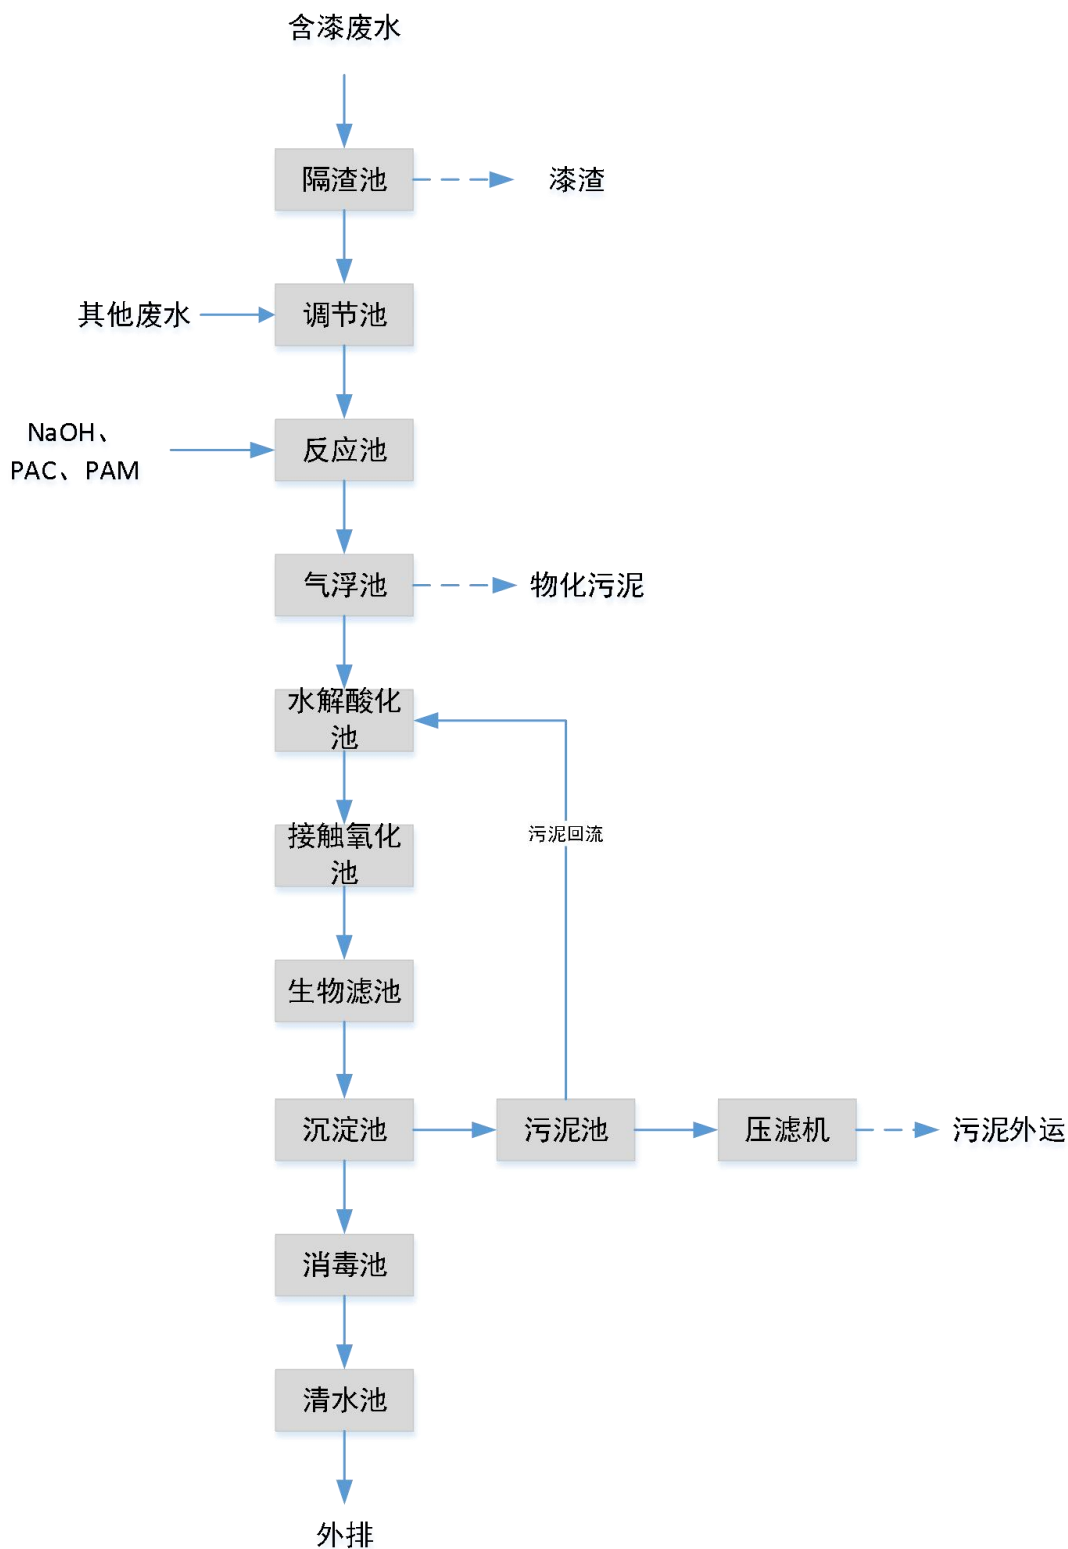 含漆废水
隔渣池
漆渣
其他废水
调节池
NaOH、
PAC、PAM
反应池
气浮池
物化污泥
水解酸化
池
接触氧化
池
污泥回流
生物滤池
沉淀池
污泥池
压滤机
污泥外运
消毒池
清水池
外排